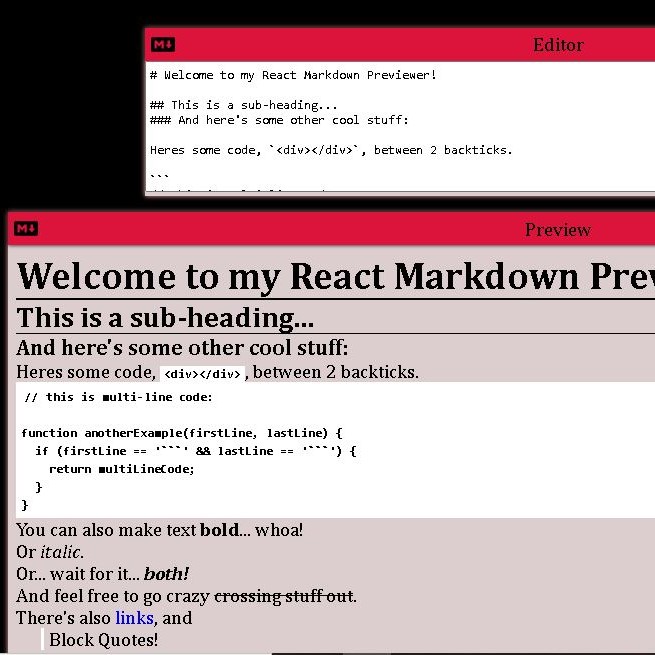 M↓ Editor
# Welcome to my React Markdown Previewer!
## This is a sub-heading...
### And here's some other cool stuff:
Heres some code, `<div></div>`, between 2 backticks.
```
M↓ Preview
Welcome to my React Markdown Prev
This is a sub-heading...
And here's some other cool stuff:
Heres some code, <div></div>, between 2 backticks.
// this is multi-line code:
function anotherExample(firstLine, lastLine) {
if (firstLine == '```' && lastLine == '```') {
return multiLineCode;
}
}
You can also make text bold... whoa!
Or italic.
Or... wait for it... both!
And feel free to go crazy crossing stuff out.
There's also links, and
Block Quotes!